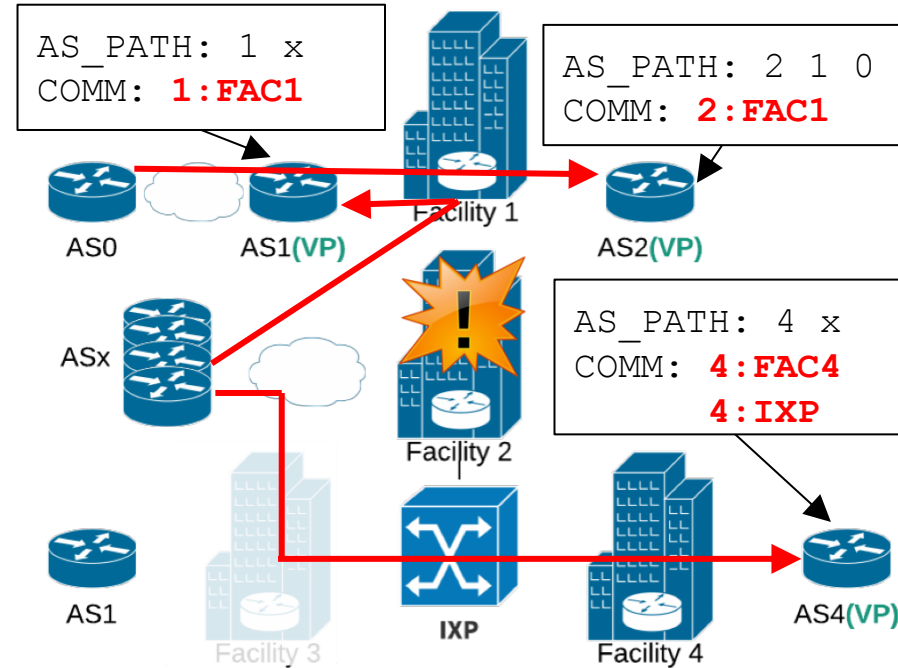 AS_PATH: 1 x
COMM: 1:FAC1
AS_PATH: 2 1 0
COMM: 2:FAC1
AS0
AS1(VP)
Facility 1
AS2(VP)
!
ASx
AS_PATH: 4 x
COMM: 4:FAC4
4:IXP
Facility 2
AS1
Facility 3
IXP
Facility 4
AS4(VP)